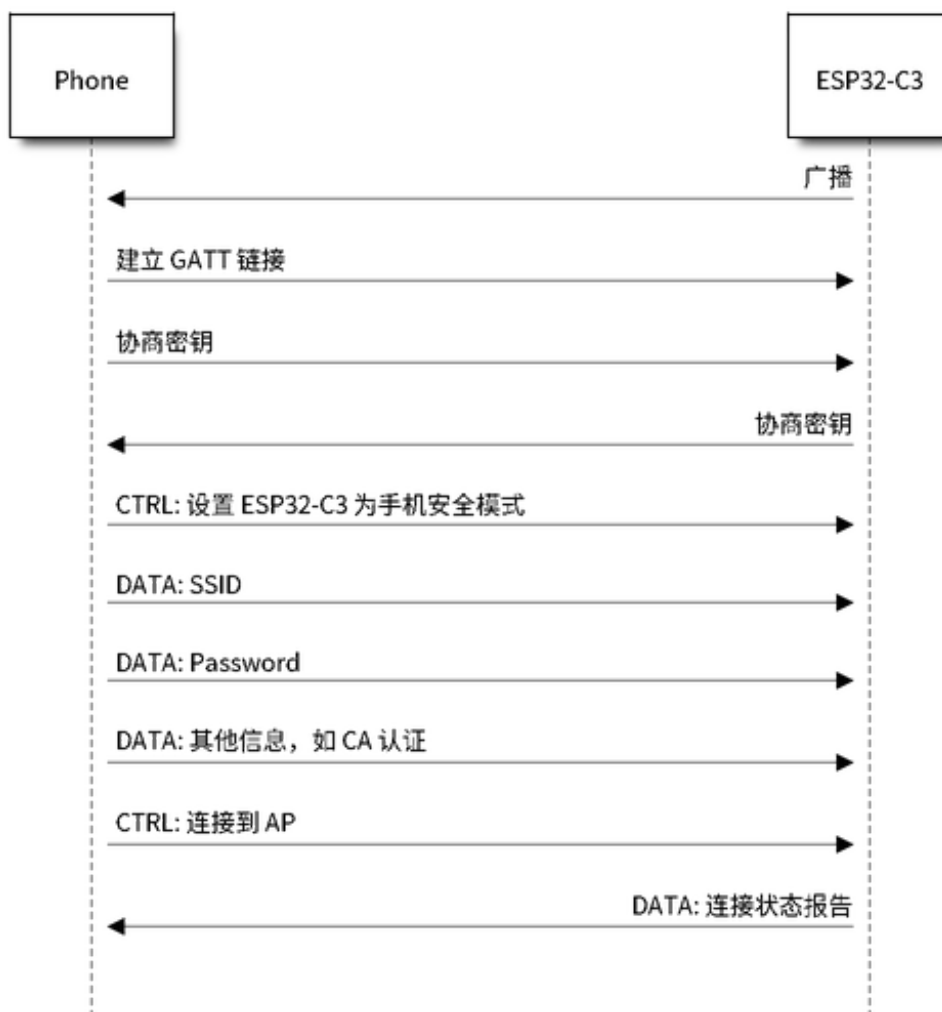 Phone
ESP32-C3
广播
建立 GATT 链接
协商密钥
协商密钥
CTRL: 设置 ESP32-C3 为手机安全模式
DATA: SSID
DATA: Password
DATA: 其他信息，如 CA 认证
CTRL: 连接到 AP
DATA: 连接状态报告